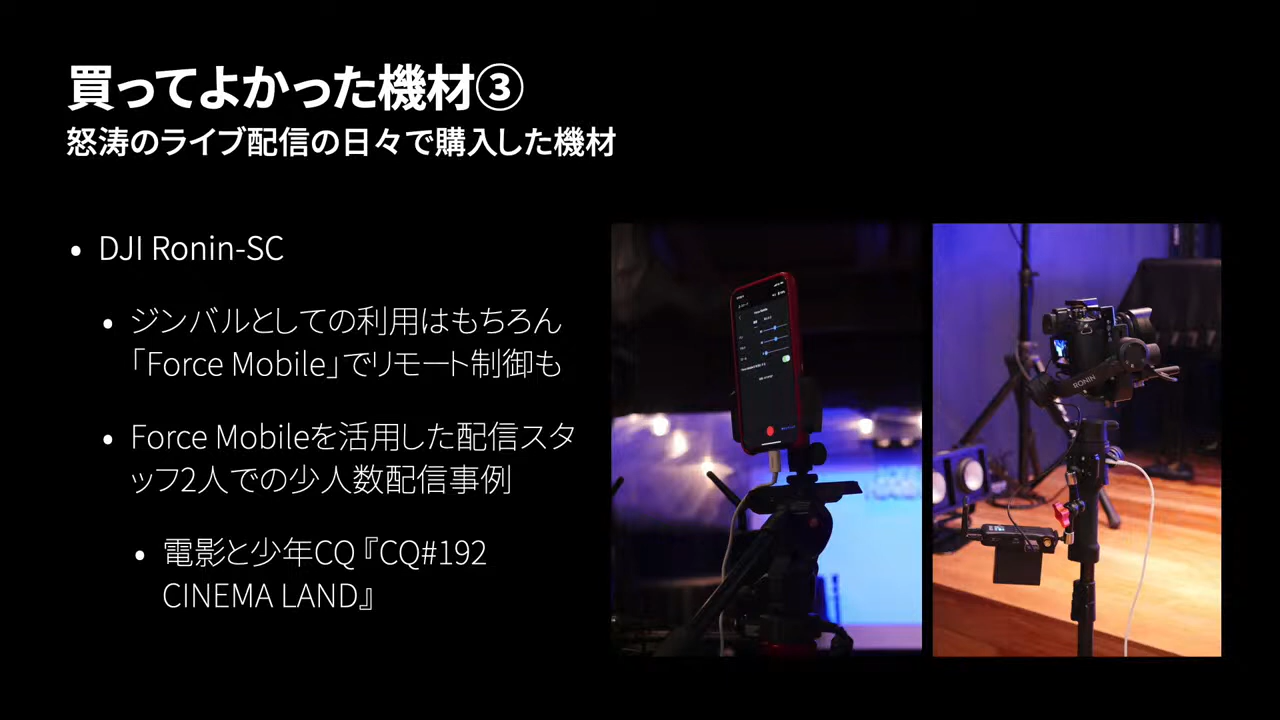 買ってよかった機材③
怒涛のライブ配信の日々で購入した機材
• DJI Ronin-SC
• ジンバルとしての利用はもちろん
「Force Mobile」でリモート制御も
• Force Mobileを活用した配信スタ
ッフ2人での少人数配信事例
• 電影と少年CQ『CQ#192
CINEMA LAND』
RONIN